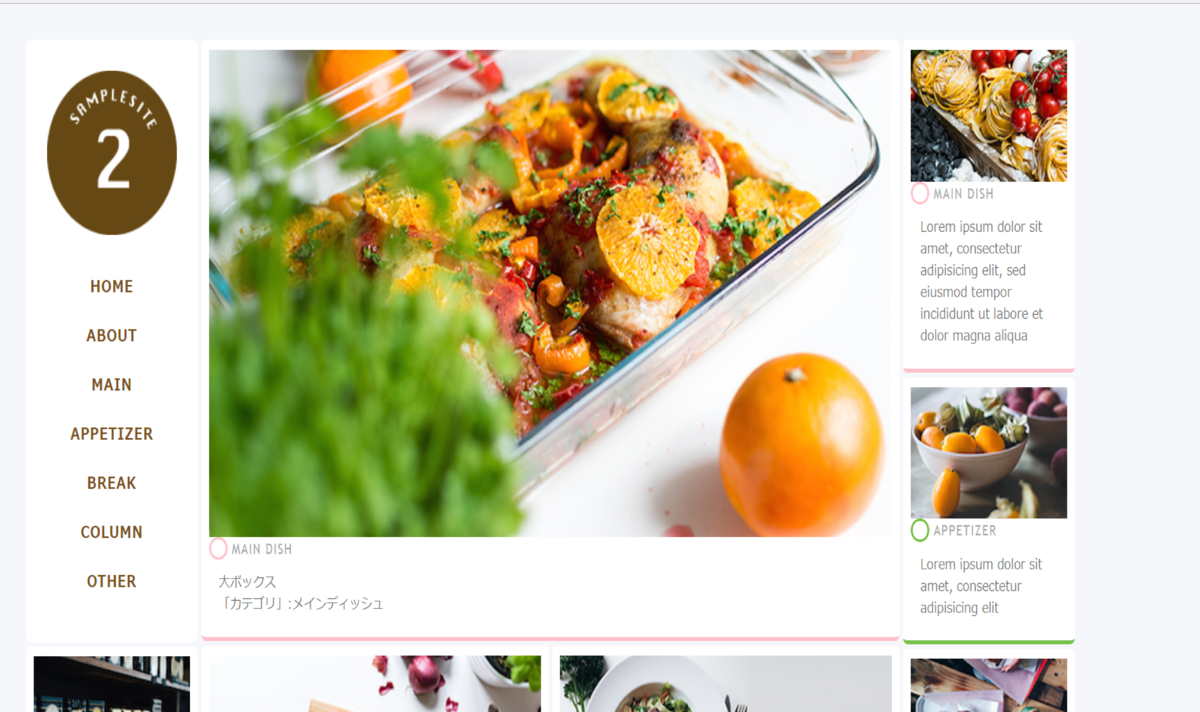 SAMPLESITE
2
HOME
ABOUT
MAIN
APPETIZER
BREAK
COLUMN
OTHER
MAIN DISH
大ボックス
「カテゴリ」:メインディッシュ
MAIN DISH
Lorem ipsum dolor sit
amet, consectetur
adipisicing elit, sed
eiusmod tempor
incididunt ut labore et
dolor magna aliqua
APPETIZER
Lorem ipsum dolor sit
amet, consectetur
adipisicing elit